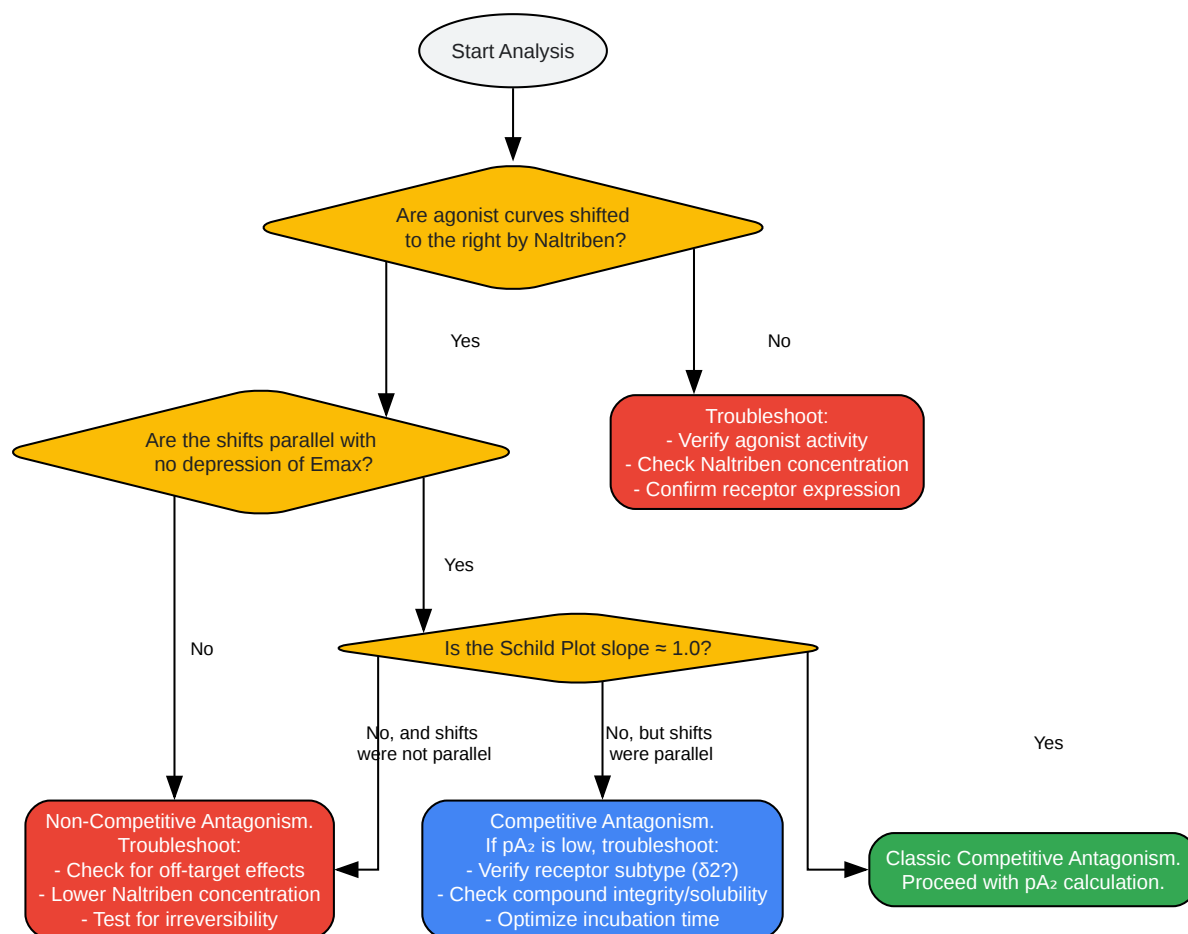 Start Analysis
Are agonist curves shifted
to the right by Naltriben?
Yes
No
Troubleshoot:
- Verify agonist activity
- Check Naltriben concentration
- Confirm receptor expression
Are the shifts parallel with
no depression of Emax?
Yes
No
Is the Schild Plot slope ≈ 1.0?
No, and shifts
were not parallel
No, but shifts
were parallel
Yes
Non-Competitive Antagonism.
Troubleshoot:
- Check for off-target effects
- Lower Naltriben concentration
- Test for irreversibility
Competitive Antagonism.
If pA₂ is low, troubleshoot:
- Verify receptor subtype (δ2?)
- Check compound integrity/solubility
- Optimize incubation time
Classic Competitive Antagonism.
Proceed with pA₂ calculation.